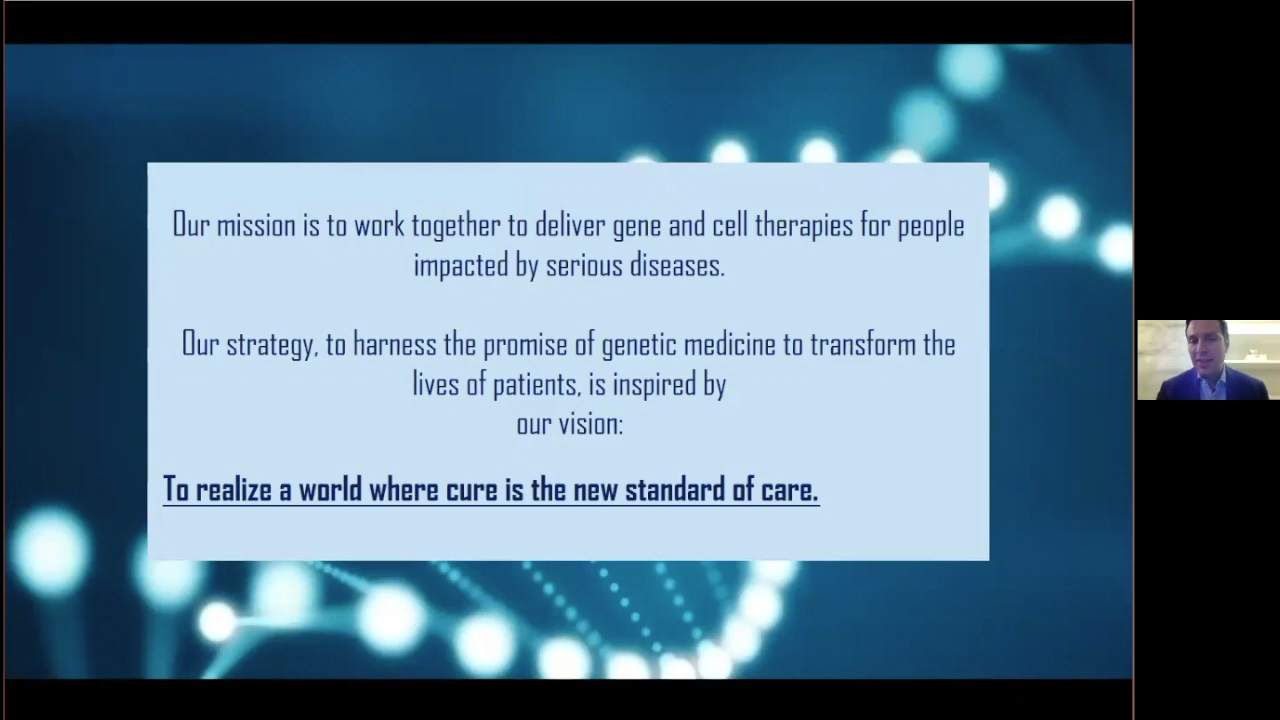 Our mission is to work together to deliver gene and cell therapies for people
impacted by serious diseases.
Our strategy, to harness the promise of genetic medicine to transform the
lives of patients, is inspired by
our vision:
To realize a world where cure is the new standard of care.